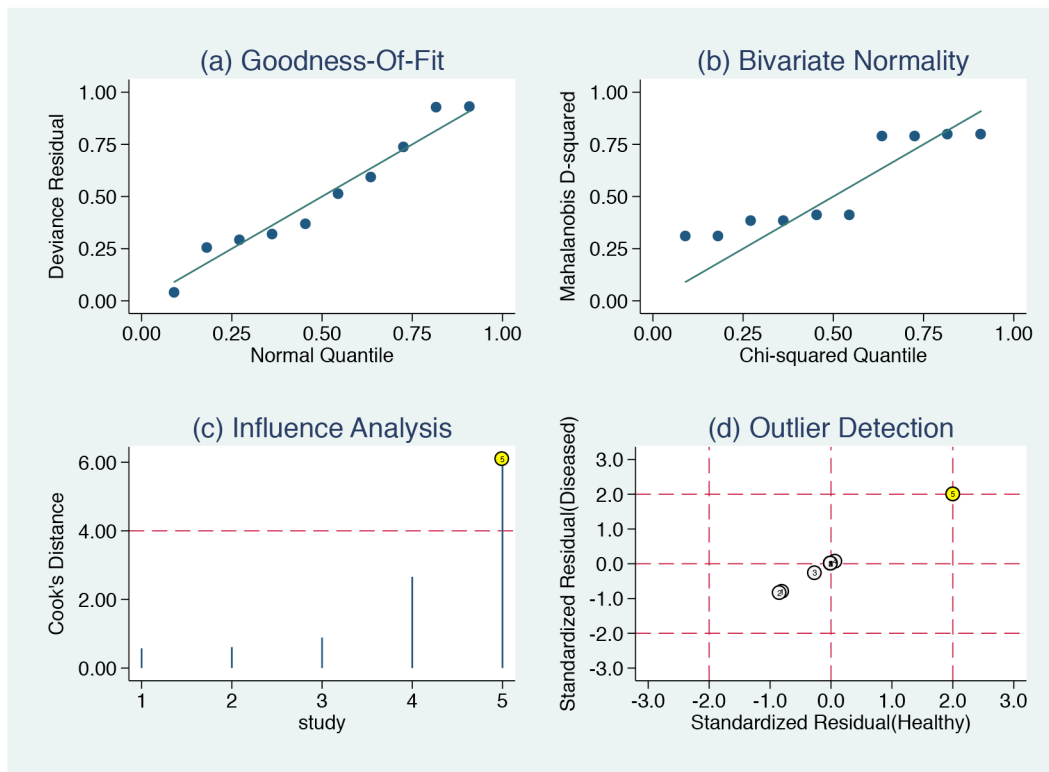 (a) Goodness-Of-Fit
1.00
0.75
0.50
0.25
0.00
Deviance Residual
0.00 0.25 0.50 0.75 1.00
Normal Quantile
(b) Bivariate Normality
1.00
0.75
0.50
0.25
0.00
Mahalanobis D-squared
0.00 0.25 0.50 0.75 1.00
Chi-squared Quantile
(c) Influence Analysis
6.00
4.00
2.00
0.00
Cook's Distance
5
1 2 3 4 5
study
(d) Outlier Detection
3.0
2.0
1.0
0.0
-1.0
-2.0
-3.0
Standardized Residual(Diseased)
5
3
2
-3.0 -2.0 -1.0 0.0 1.0 2.0 3.0
Standardized Residual(Healthy)